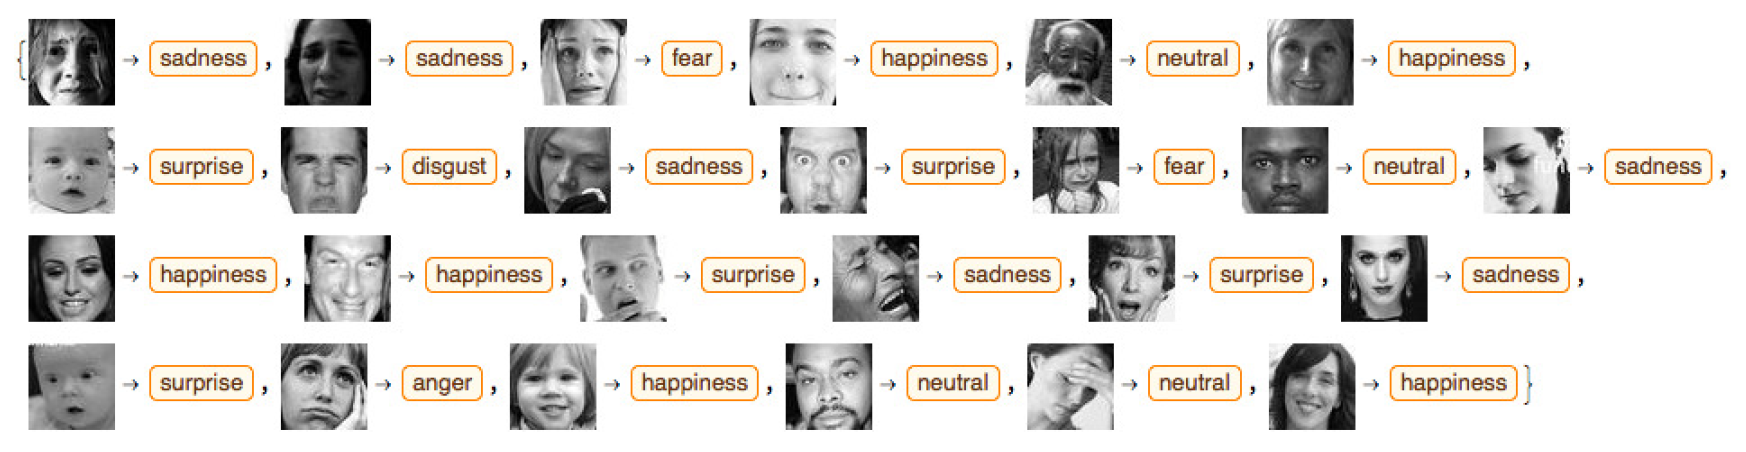 { → sadness , → sadness , → fear , → happiness , → neutral , → happiness ,
→ surprise , → disgust , → sadness , → surprise , → fear , → neutral , → sadness ,
→ happiness , → happiness , → surprise , → sadness , → surprise , → sadness ,
→ surprise , → anger , → happiness , → neutral , → neutral , → happiness }